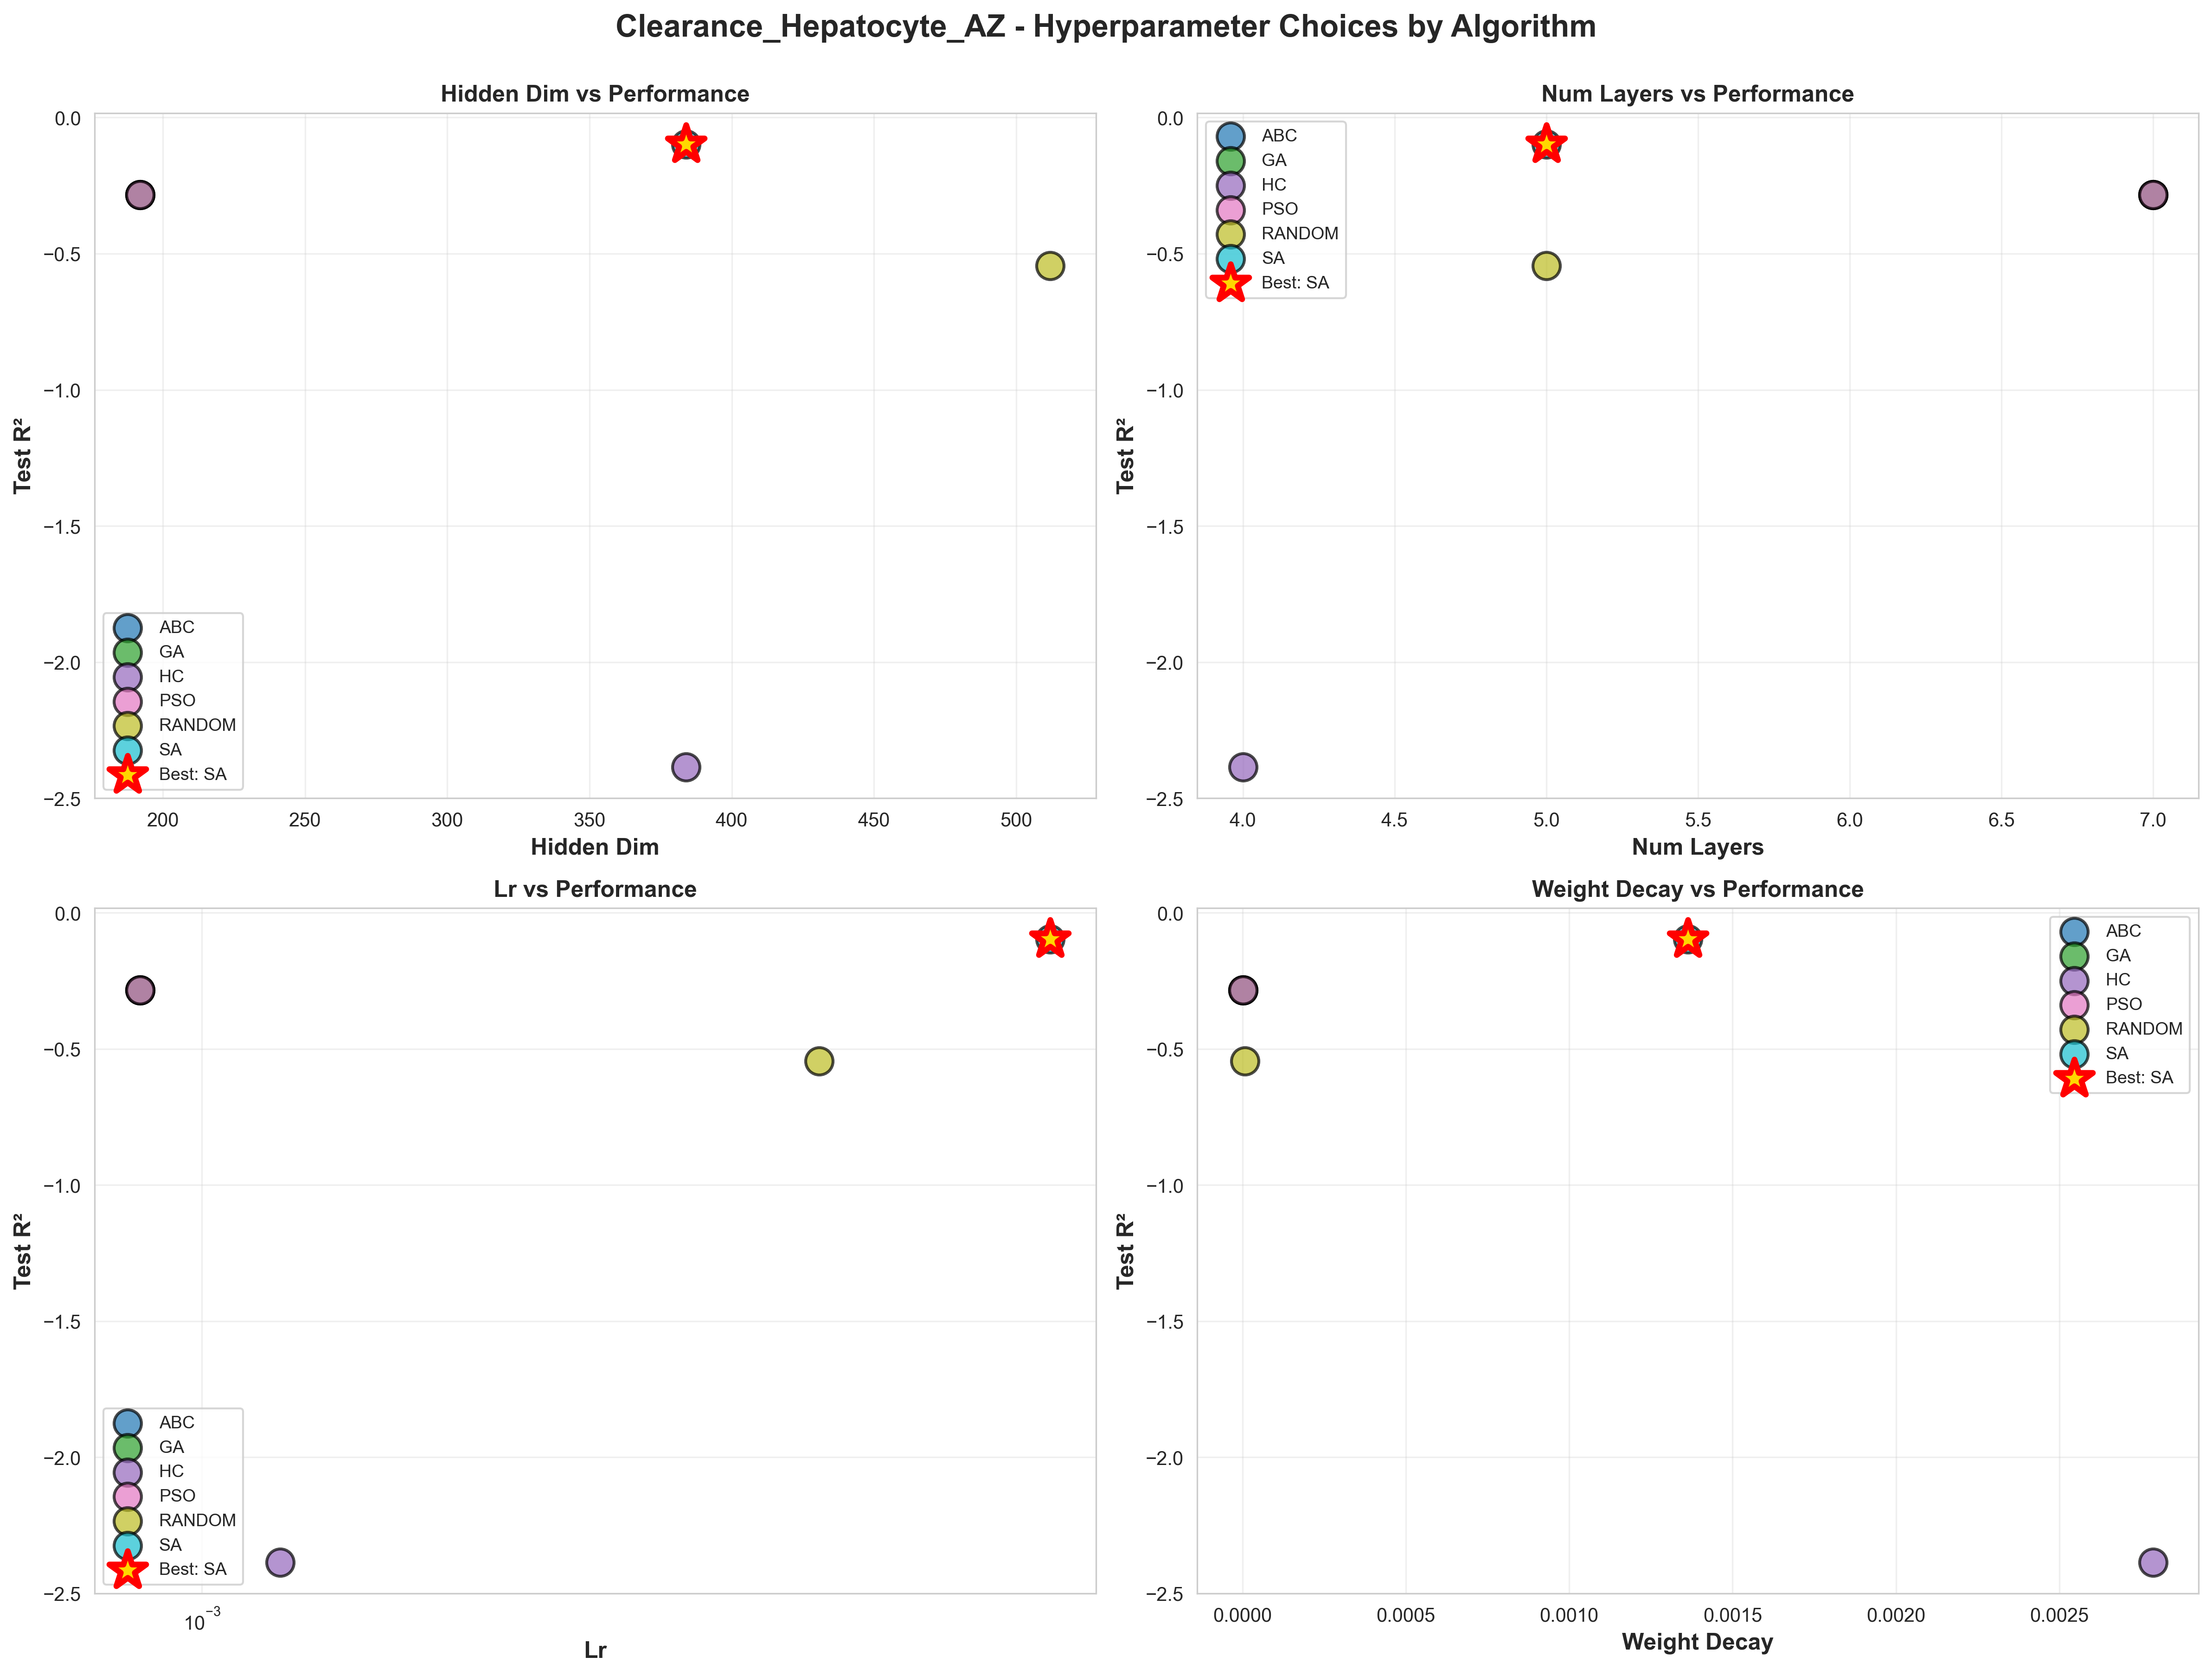 Clearance_Hepatocyte_AZ - Hyperparameter Choices by Algorithm
Hidden Dim vs Performance
Test R²
0.0
−0.5
−1.0
−1.5
−2.0
−2.5
200 250 300 350 400 450 500
Hidden Dim
ABC
GA
HC
PSO
RANDOM
SA
Best: SA
Num Layers vs Performance
Test R²
0.0
−0.5
−1.0
−1.5
−2.0
−2.5
4.0 4.5 5.0 5.5 6.0 6.5 7.0
Num Layers
ABC
GA
HC
PSO
RANDOM
SA
Best: SA
Lr vs Performance
Test R²
0.0
−0.5
−1.0
−1.5
−2.0
−2.5
10⁻³
Lr
ABC
GA
HC
PSO
RANDOM
SA
Best: SA
Weight Decay vs Performance
Test R²
0.0
−0.5
−1.0
−1.5
−2.0
−2.5
0.0000 0.0005 0.0010 0.0015 0.0020 0.0025
Weight Decay
ABC
GA
HC
PSO
RANDOM
SA
Best: SA